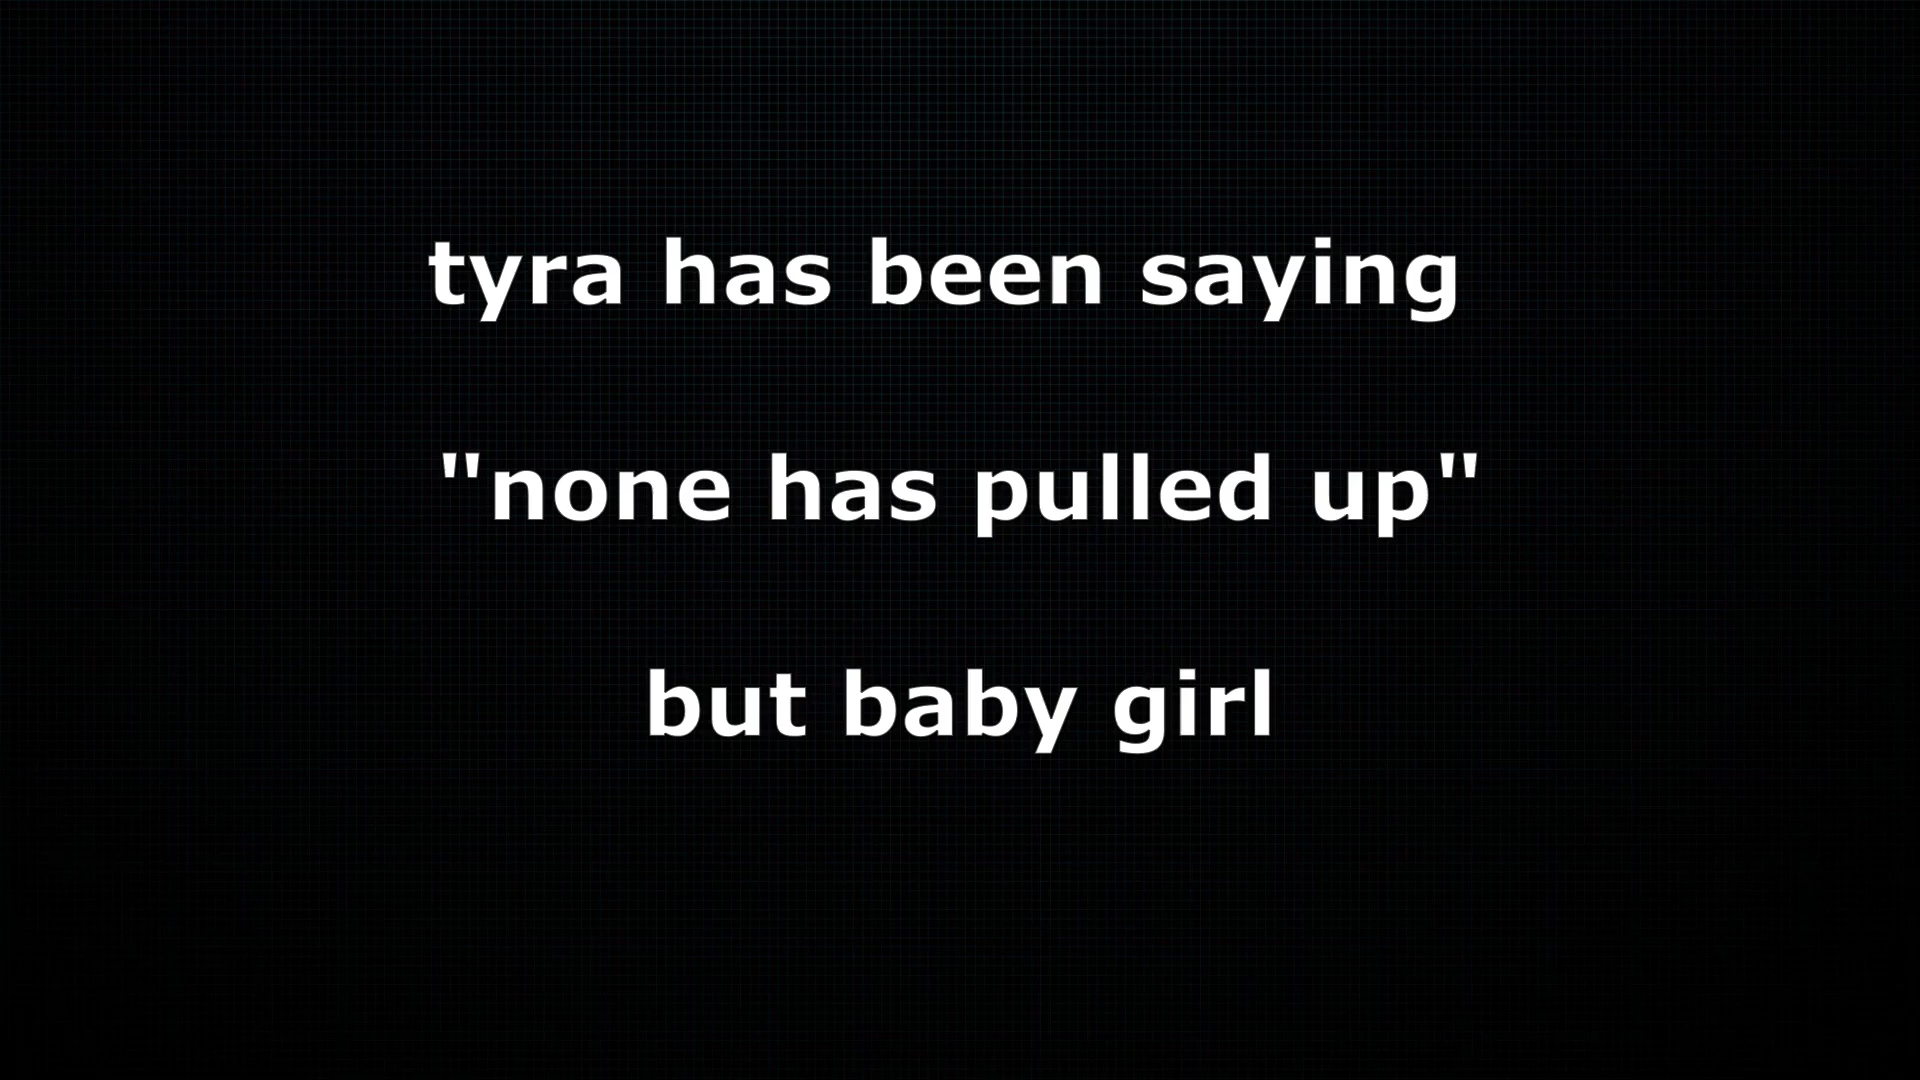 tyra has been saying
"none has pulled up"
but baby girl